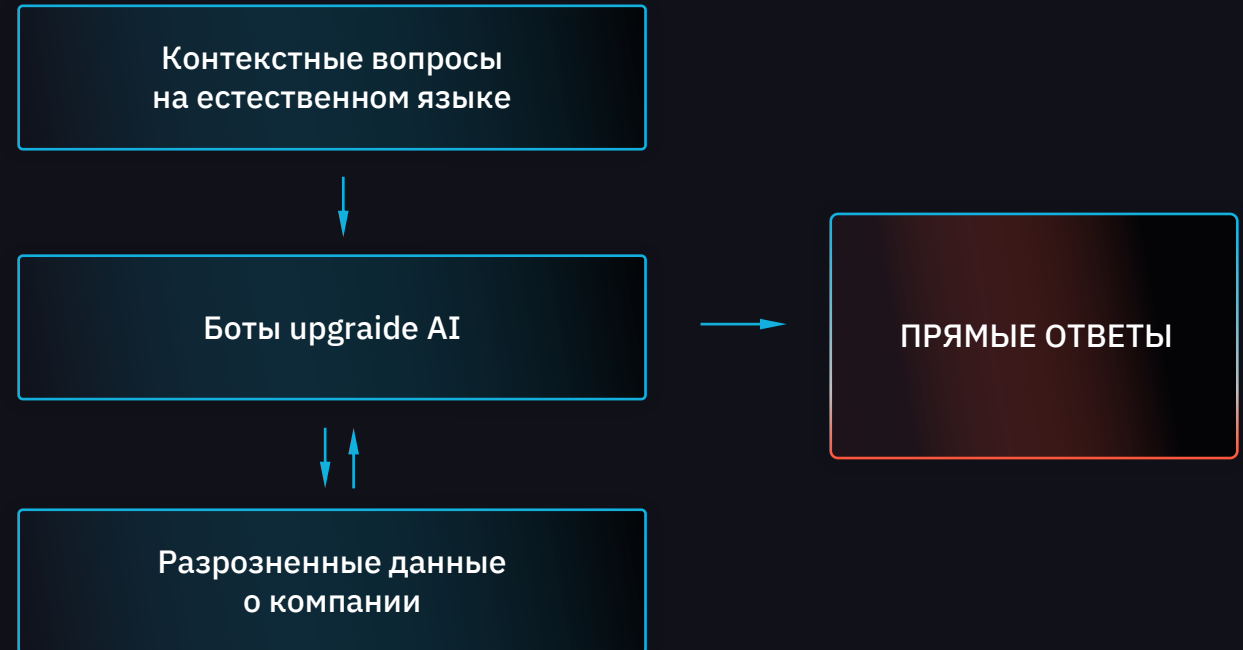 Контекстные вопросы
на естественном языке
Боты upgraide AI
ПРЯМЫЕ ОТВЕТЫ
Разрозненные данные
о компании